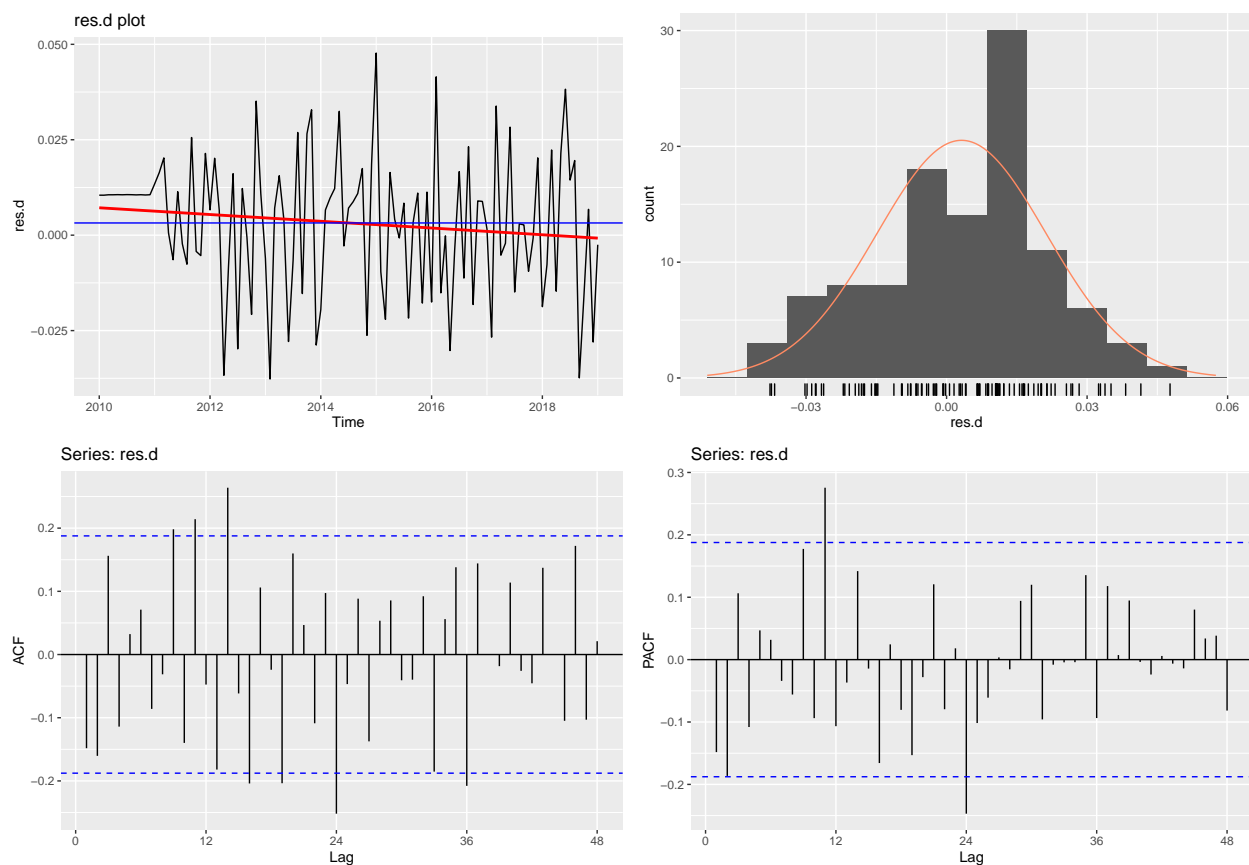 res.d plot
0.050
0.025
0.000
−0.025
res.d
2010 2012 2014 2016 2018
Time
30
20
10
0
count
−0.03 0.00 0.03 0.06
res.d
Series: res.d
0.2
0.1
0.0
−0.1
−0.2
ACF
0 12 24 36 48
Lag
Series: res.d
0.3
0.2
0.1
0.0
−0.1
−0.2
PACF
0 12 24 36 48
Lag